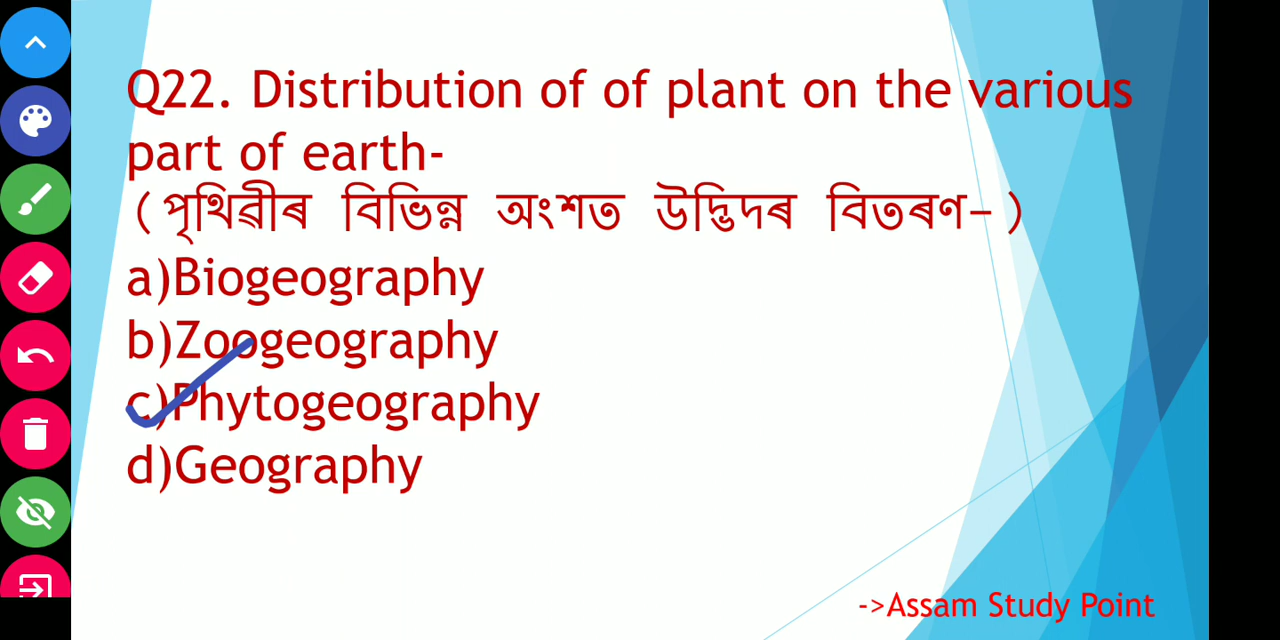 Q22. Distribution of of plant on the various
part of earth-
(পৃথিৱীৰ বিভিন্ন অংশত উদ্ভিদৰ বিতৰণ– )
a)Biogeography
b)Zoogeography
c)Phytogeography
d)Geography
->Assam Study Point